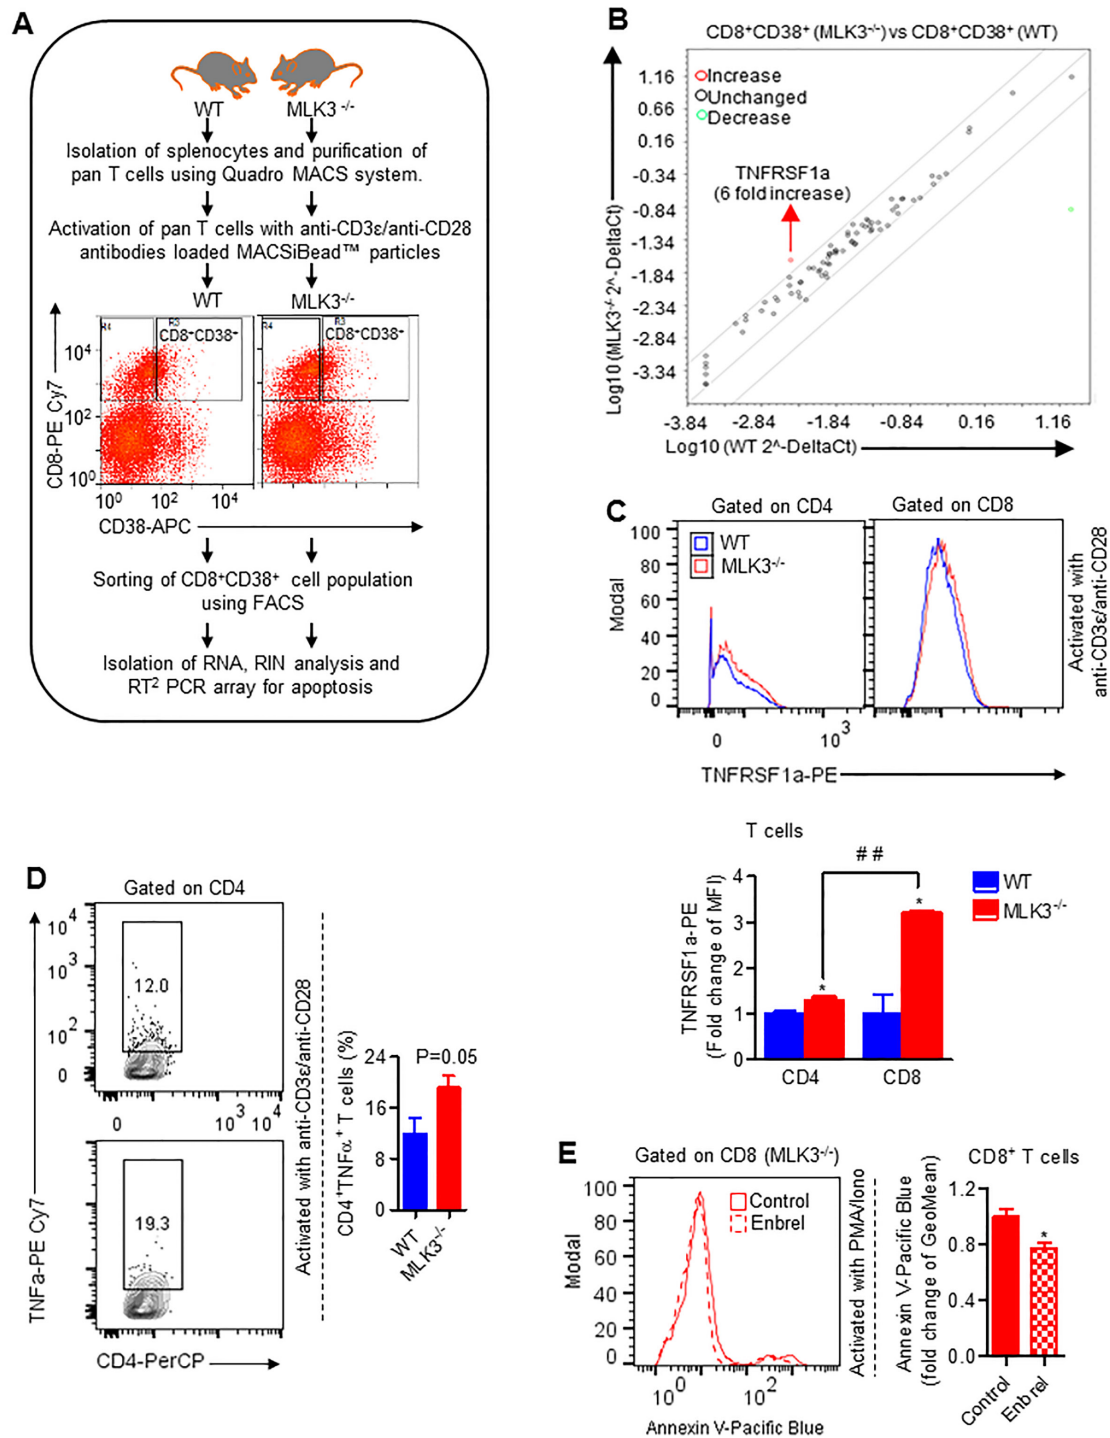 A
WT
MLK3 -/-
Isolation of splenocytes and purification of
pan T cells using Quadro MACS system.
Activation of pan T cells with anti-CD3ε/anti-CD28
antibodies loaded MACSiBead™ particles
WT
MLK3-/-
R4
R3
CD8+CD38+
R4
R3
CD8+CD38+
CD8-PE Cy7
10^4
10^2
10^0
10^0
10^2
10^4
CD38-APC
Sorting of CD8+CD38+ cell population
using FACS
Isolation of RNA, RIN analysis and
RT2 PCR array for apoptosis
B
CD8+CD38+ (MLK3-/-) vs CD8+CD38+ (WT)
Increase
Unchanged
Decrease
TNFRSF1a
(6 fold increase)
Log10 (MLK3-/- 2^-DeltaCt)
1.16
0.66
0.16
-0.34
-0.84
-1.34
-1.84
-2.34
-2.84
-3.34
-3.84 -2.84 -1.84 -0.84 0.16 1.16
Log10 (WT 2^-DeltaCt)
C
Gated on CD4
Gated on CD8
WT
MLK3-/-
Modal
100
80
60
40
20
0
0
10^3
TNFRSF1a-PE
Activated with
anti-CD3ε/anti-CD28
T cells
##
WT
MLK3-/-
TNFRSF1a-PE
(Fold change of MFI)
4
3
2
1
0
*
*
CD4
CD8
D
Gated on CD4
TNFa-PE Cy7
10^4
10^3
10^2
0
12.0
0
10^3 10^4
19.3
CD4-PerCP
Activated with anti-CD3ε/anti-CD28
CD4+TNFα+ T cells (%)
24
16
8
0
P=0.05
WT
MLK3-/-
E
Gated on CD8 (MLK3-/-)
Control
Enbrel
Modal
100
80
60
40
20
0
10^0
10^2
Annexin V-Pacific Blue
Activated with PMA/Iono
CD8+ T cells
Annexin V-Pacific Blue
(fold change of GeoMean)
1.2
0.8
0.4
0.0
*
Control
Enbrel